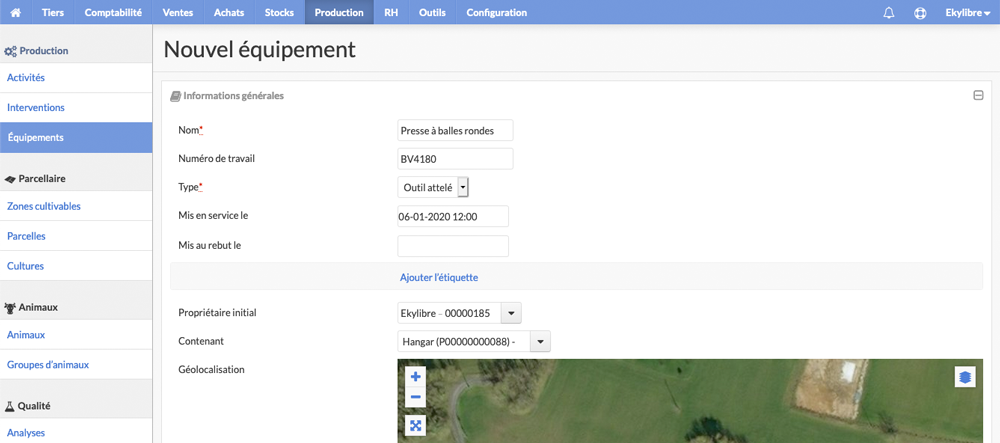 Tiers Comptabilité Ventes Achats Stocks Production RH Outils Configuration Ekylibre
Production
Activités
Interventions
Équipements
Parcellaire
Zones cultivables
Parcelles
Cultures
Animaux
Animaux
Groupes d'animaux
Qualité
Analyses
Nouvel équipement
Informations générales
Nom* Presse à balles rondes
Numéro de travail BV4180
Type* Outil attelé
Mis en service le 06-01-2020 12:00
Mis au rebut le
Ajouter l'étiquette
Propriétaire initial Ekylibre - 00000185
Contenant Hangar (P00000000088) -
Géolocalisation
+
−